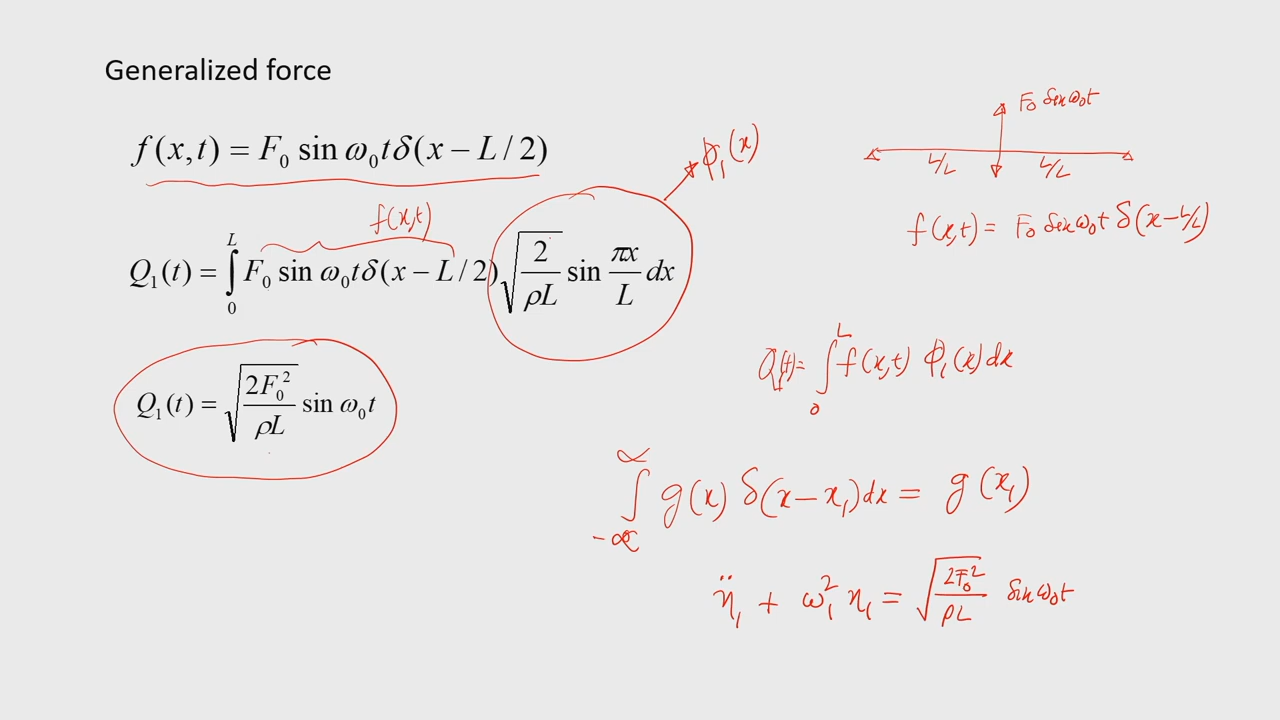 Generalized force
F₀ sin ω₀t
f(x,t) = F₀ sin ω₀tδ(x − L/2)
ϕ₁(x)
L/2 L/2
f(x,t)
f(x,t) = F₀ sin ω₀t δ(x − L/2)
Q₁(t) = ∫₀ᴸ F₀ sin ω₀tδ(x − L/2) √(2/ρL) sin πx/L dx
Q₁(t) = ∫₀ᴸ f(x,t) ϕ₁(x) dx
Q₁(t) = √(2F₀²/ρL) sin ω₀t
∫₋∞^∞ g(x) δ(x − x₁) dx = g(x₁)
η̈₁ + ω₁² η₁ = √(2F₀²/ρL) sin ω₀t